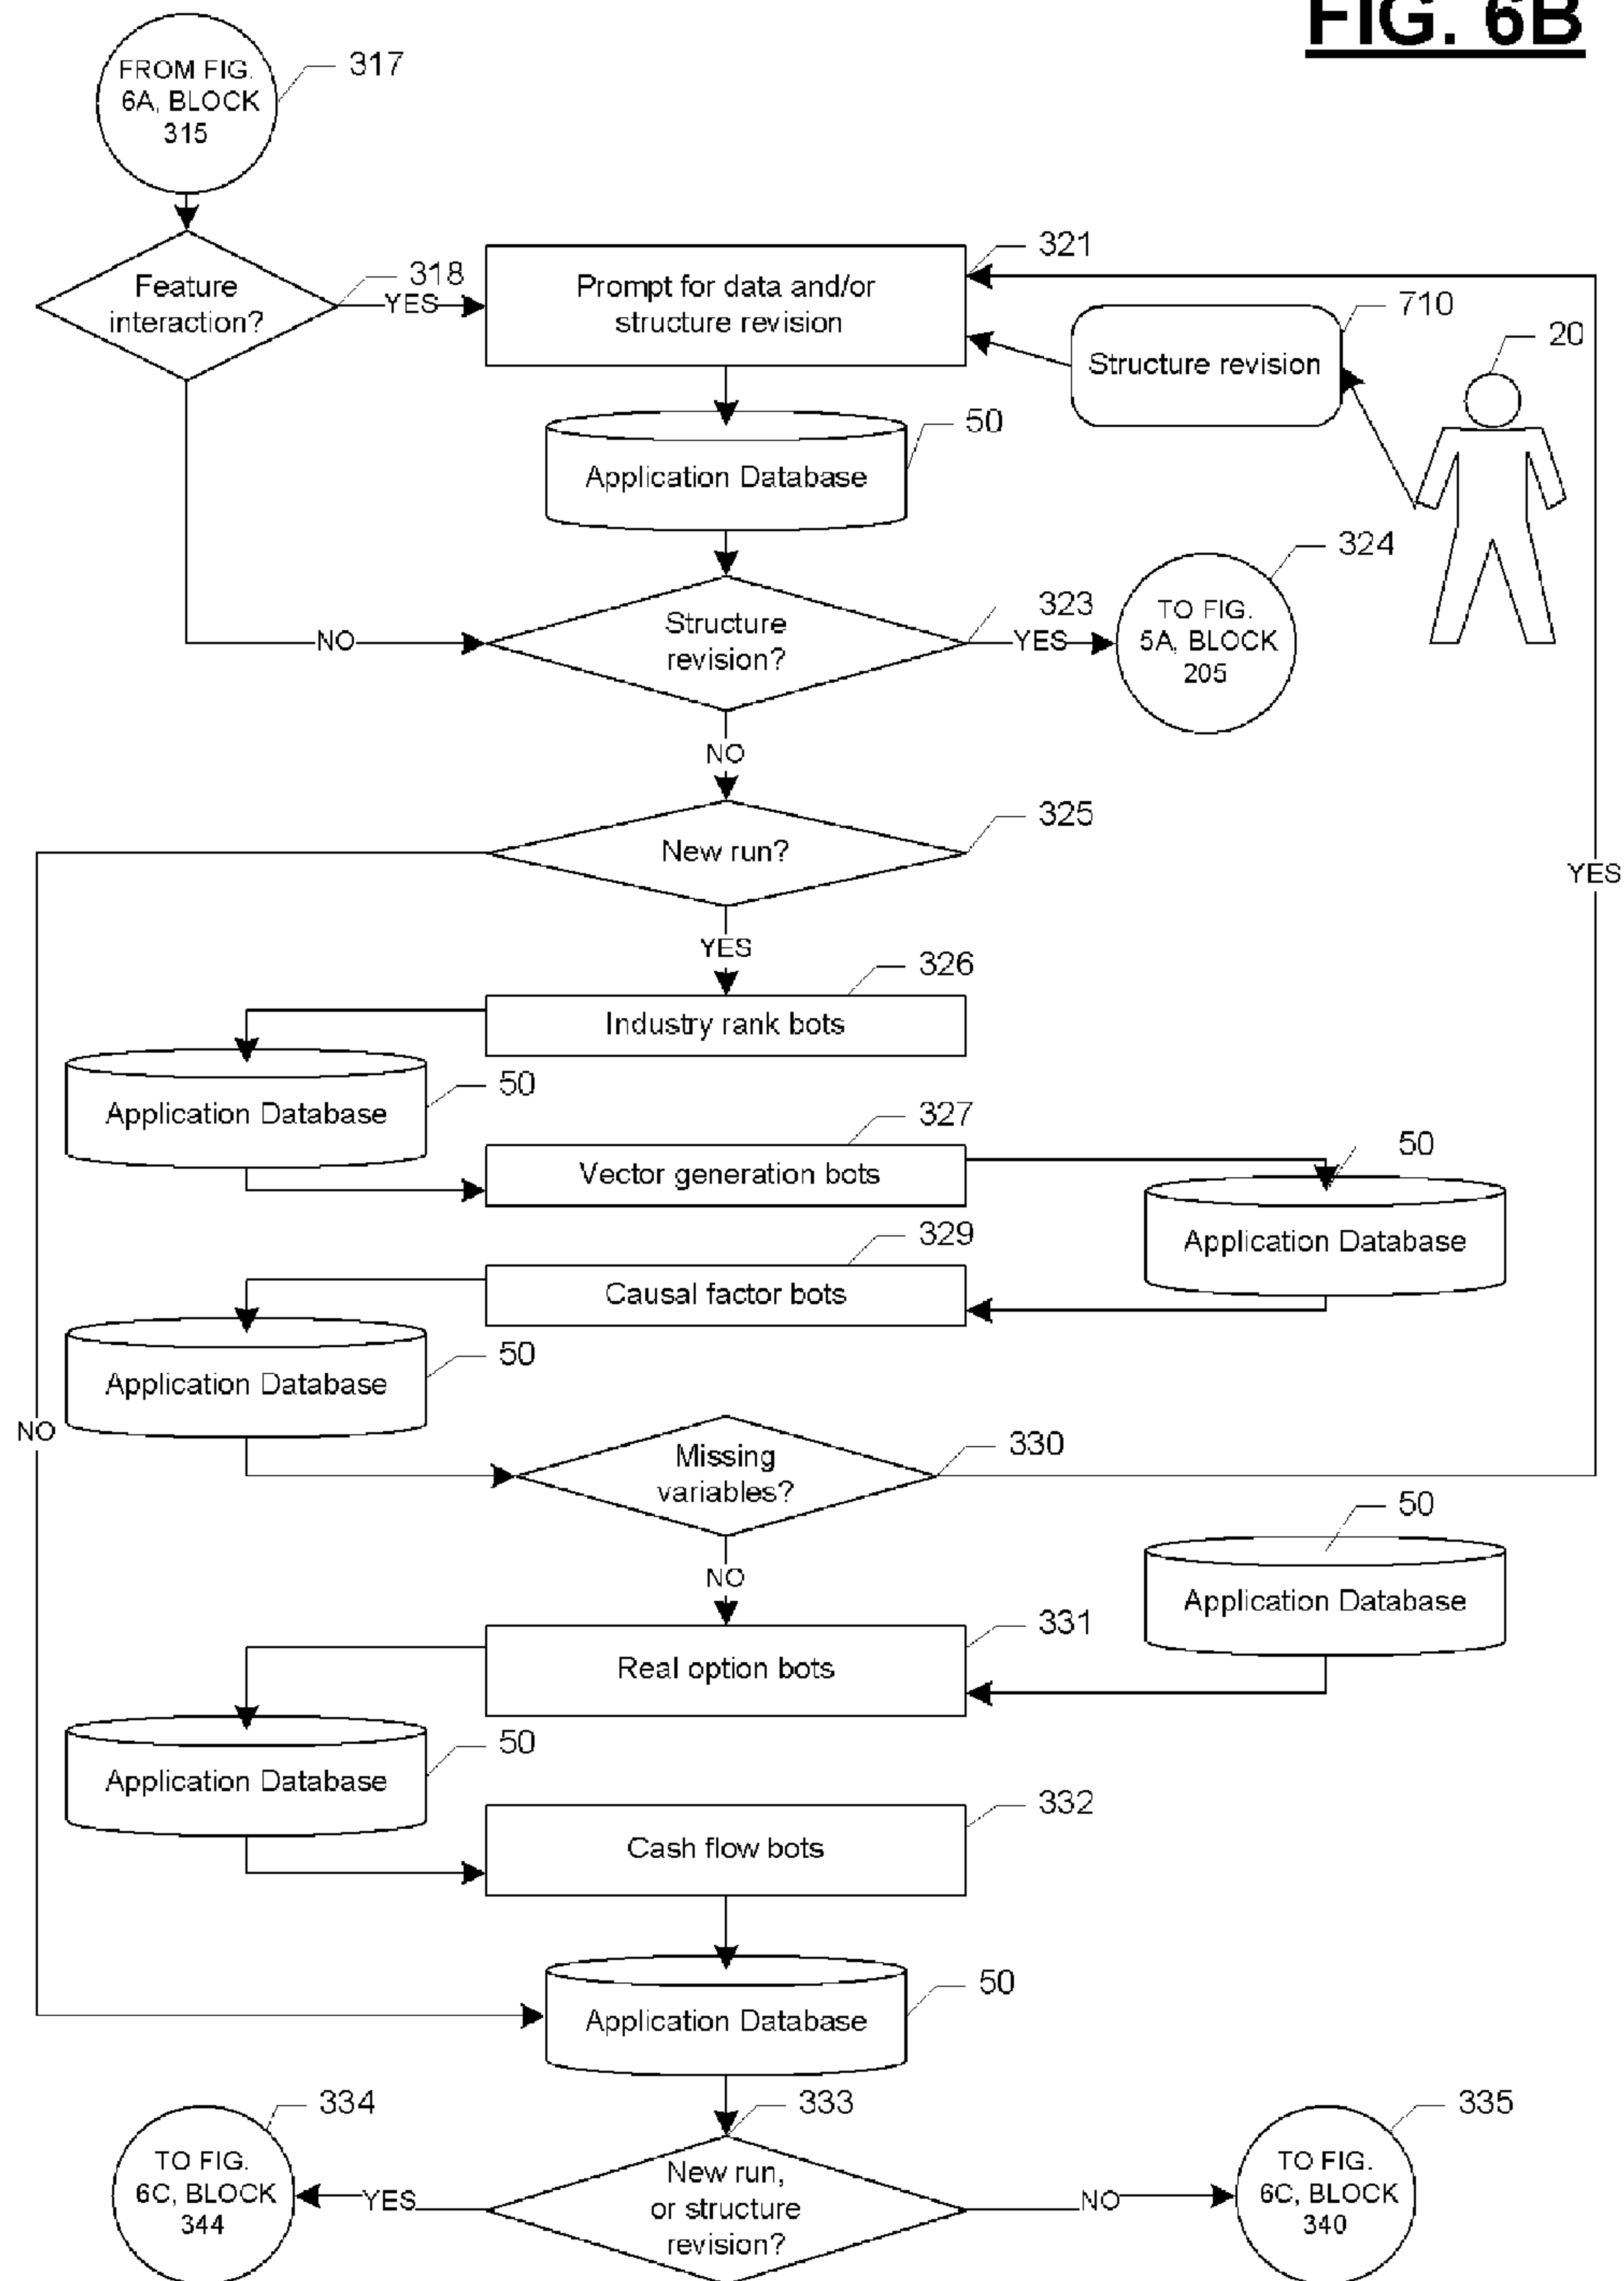 FIG. 6B
FROM FIG.
6A, BLOCK
315
317
Feature
interaction?
318
YES
Prompt for data and/or
structure revision
321
Structure revision
710
20
Application Database
50
NO
Structure
revision?
323
YES
TO FIG.
5A, BLOCK
205
324
NO
New run?
325
YES
YES
326
Industry rank bots
Application Database
50
327
Vector generation bots
50
Application Database
329
Causal factor bots
Application Database
50
NO
Missing
variables?
330
NO
50
Application Database
331
Real option bots
Application Database
50
332
Cash flow bots
Application Database
50
334
TO FIG.
6C, BLOCK
344
YES
333
New run,
or structure
revision?
NO
335
TO FIG.
6C, BLOCK
340